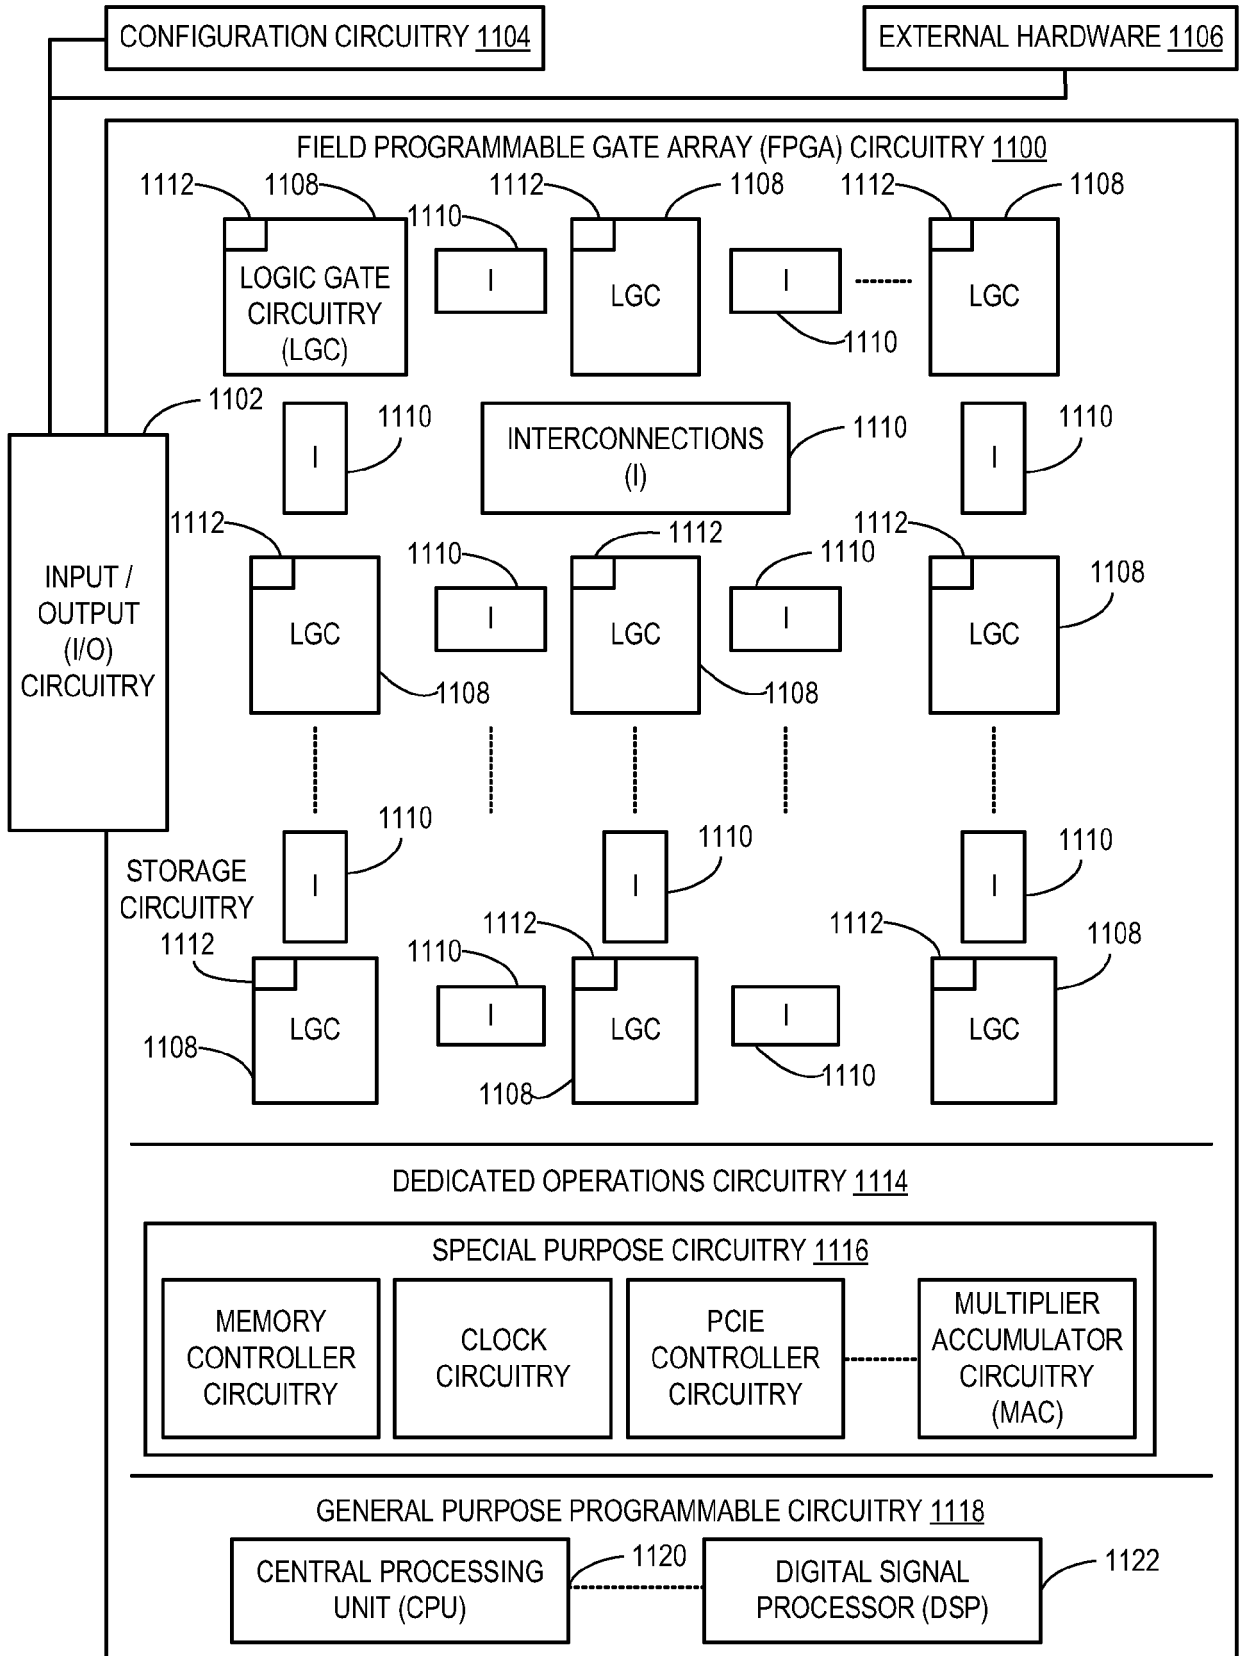 CONFIGURATION CIRCUITRY 1104
EXTERNAL HARDWARE 1106
FIELD PROGRAMMABLE GATE ARRAY (FPGA) CIRCUITRY 1100
1112
1108
1110
1112
1108
1112
1108
LOGIC GATE
CIRCUITRY
(LGC)
I
LGC
I
LGC
1110
1102
1110
1110
1110
I
INTERCONNECTIONS
(I)
I
1112
1112
1112
1110
1110
1108
INPUT /
OUTPUT
(I/O)
CIRCUITRY
LGC
I
LGC
I
LGC
1108
1108
1110
1110
1110
STORAGE
CIRCUITRY
I
I
I
1112
1110
1112
1112
1108
LGC
I
LGC
I
LGC
1108
1108
1110
DEDICATED OPERATIONS CIRCUITRY 1114
SPECIAL PURPOSE CIRCUITRY 1116
MEMORY
CONTROLLER
CIRCUITRY
CLOCK
CIRCUITRY
PCIE
CONTROLLER
CIRCUITRY
MULTIPLIER
ACCUMULATOR
CIRCUITRY
(MAC)
GENERAL PURPOSE PROGRAMMABLE CIRCUITRY 1118
CENTRAL PROCESSING
UNIT (CPU)
1120
DIGITAL SIGNAL
PROCESSOR (DSP)
1122